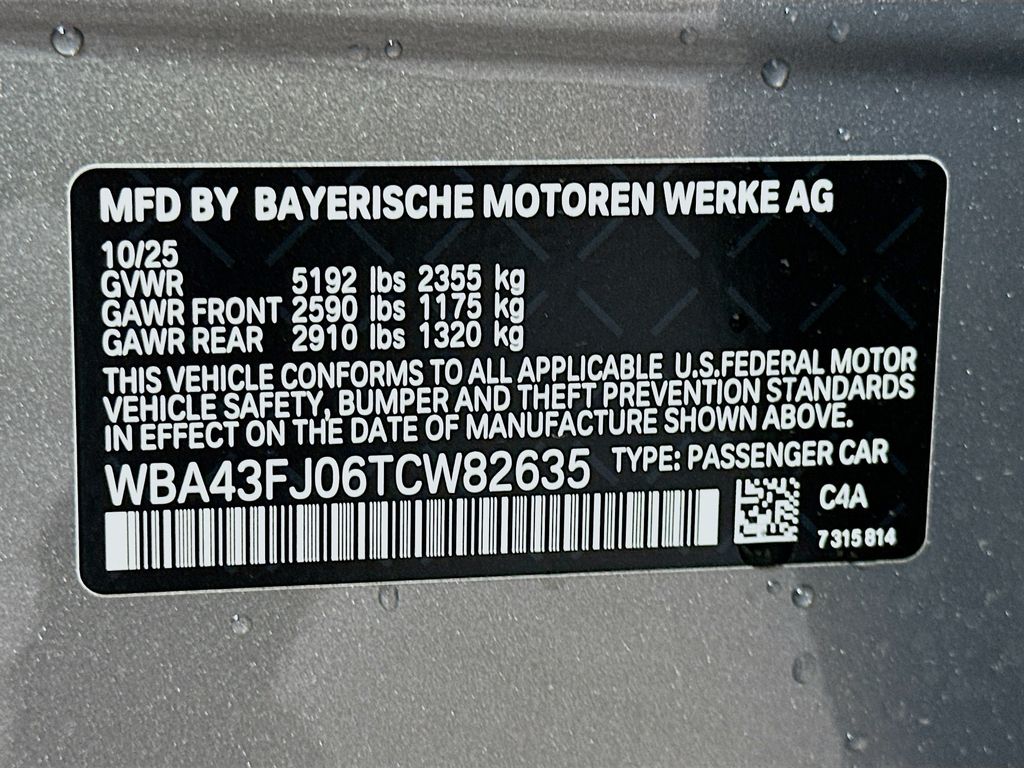 MFD BY BAYERISCHE MOTOREN WERKE AG
10/25
GVWR 5192 lbs 2355 kg
GAWR FRONT 2590 lbs 1175 kg
GAWR REAR 2910 lbs 1320 kg
THIS VEHICLE CONFORMS TO ALL APPLICABLE U.S.FEDERAL MOTOR
VEHICLE SAFETY, BUMPER AND THEFT PREVENTION STANDARDS
IN EFFECT ON THE DATE OF MANUFACTURE SHOWN ABOVE.
WBA43FJ06TCW82635 TYPE: PASSENGER CAR
C4A
7315814